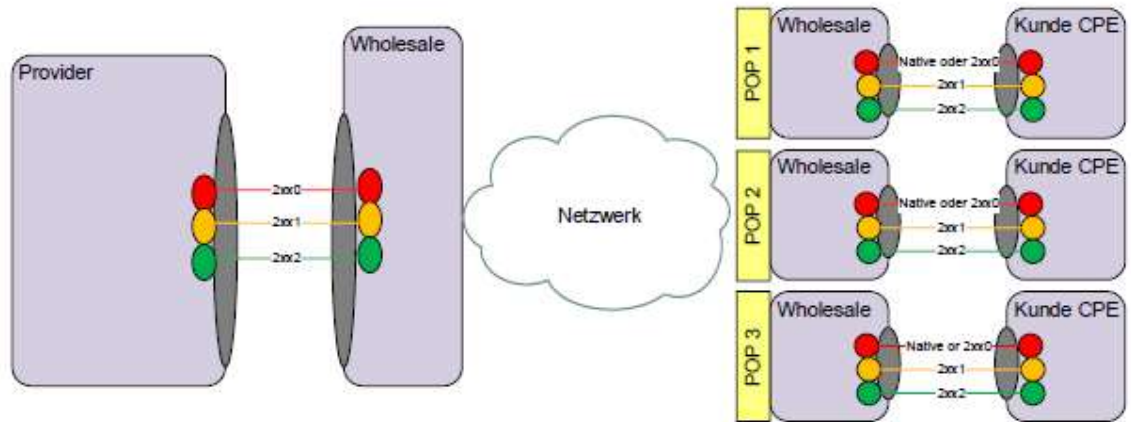 Provider
2xx0
2xx1
2xx2
Wholesale
Netzwerk
POP 1
Wholesale
Native oder 2xx0
2xx1
2xx2
Kunde CPE
POP 2
Wholesale
Native oder 2xx0
2xx1
2xx2
Kunde CPE
POP 3
Wholesale
Native or 2xx0
2xx1
2xx2
Kunde CPE